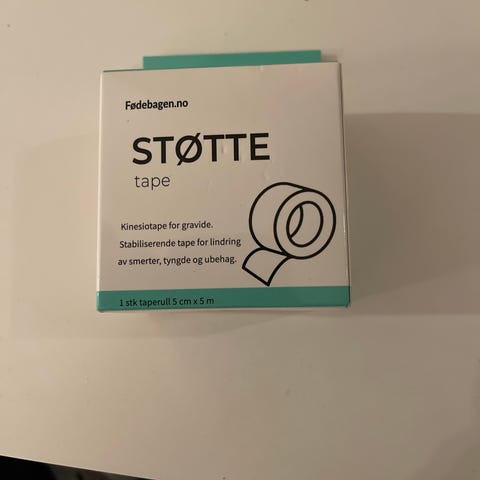 Fødebagen.no
STØTTE
tape
Kinesiotape for gravide.
Stabiliserende tape for lindring
av smerter, tyngde og ubehag.
1 stk taperull 5 cm x 5 m